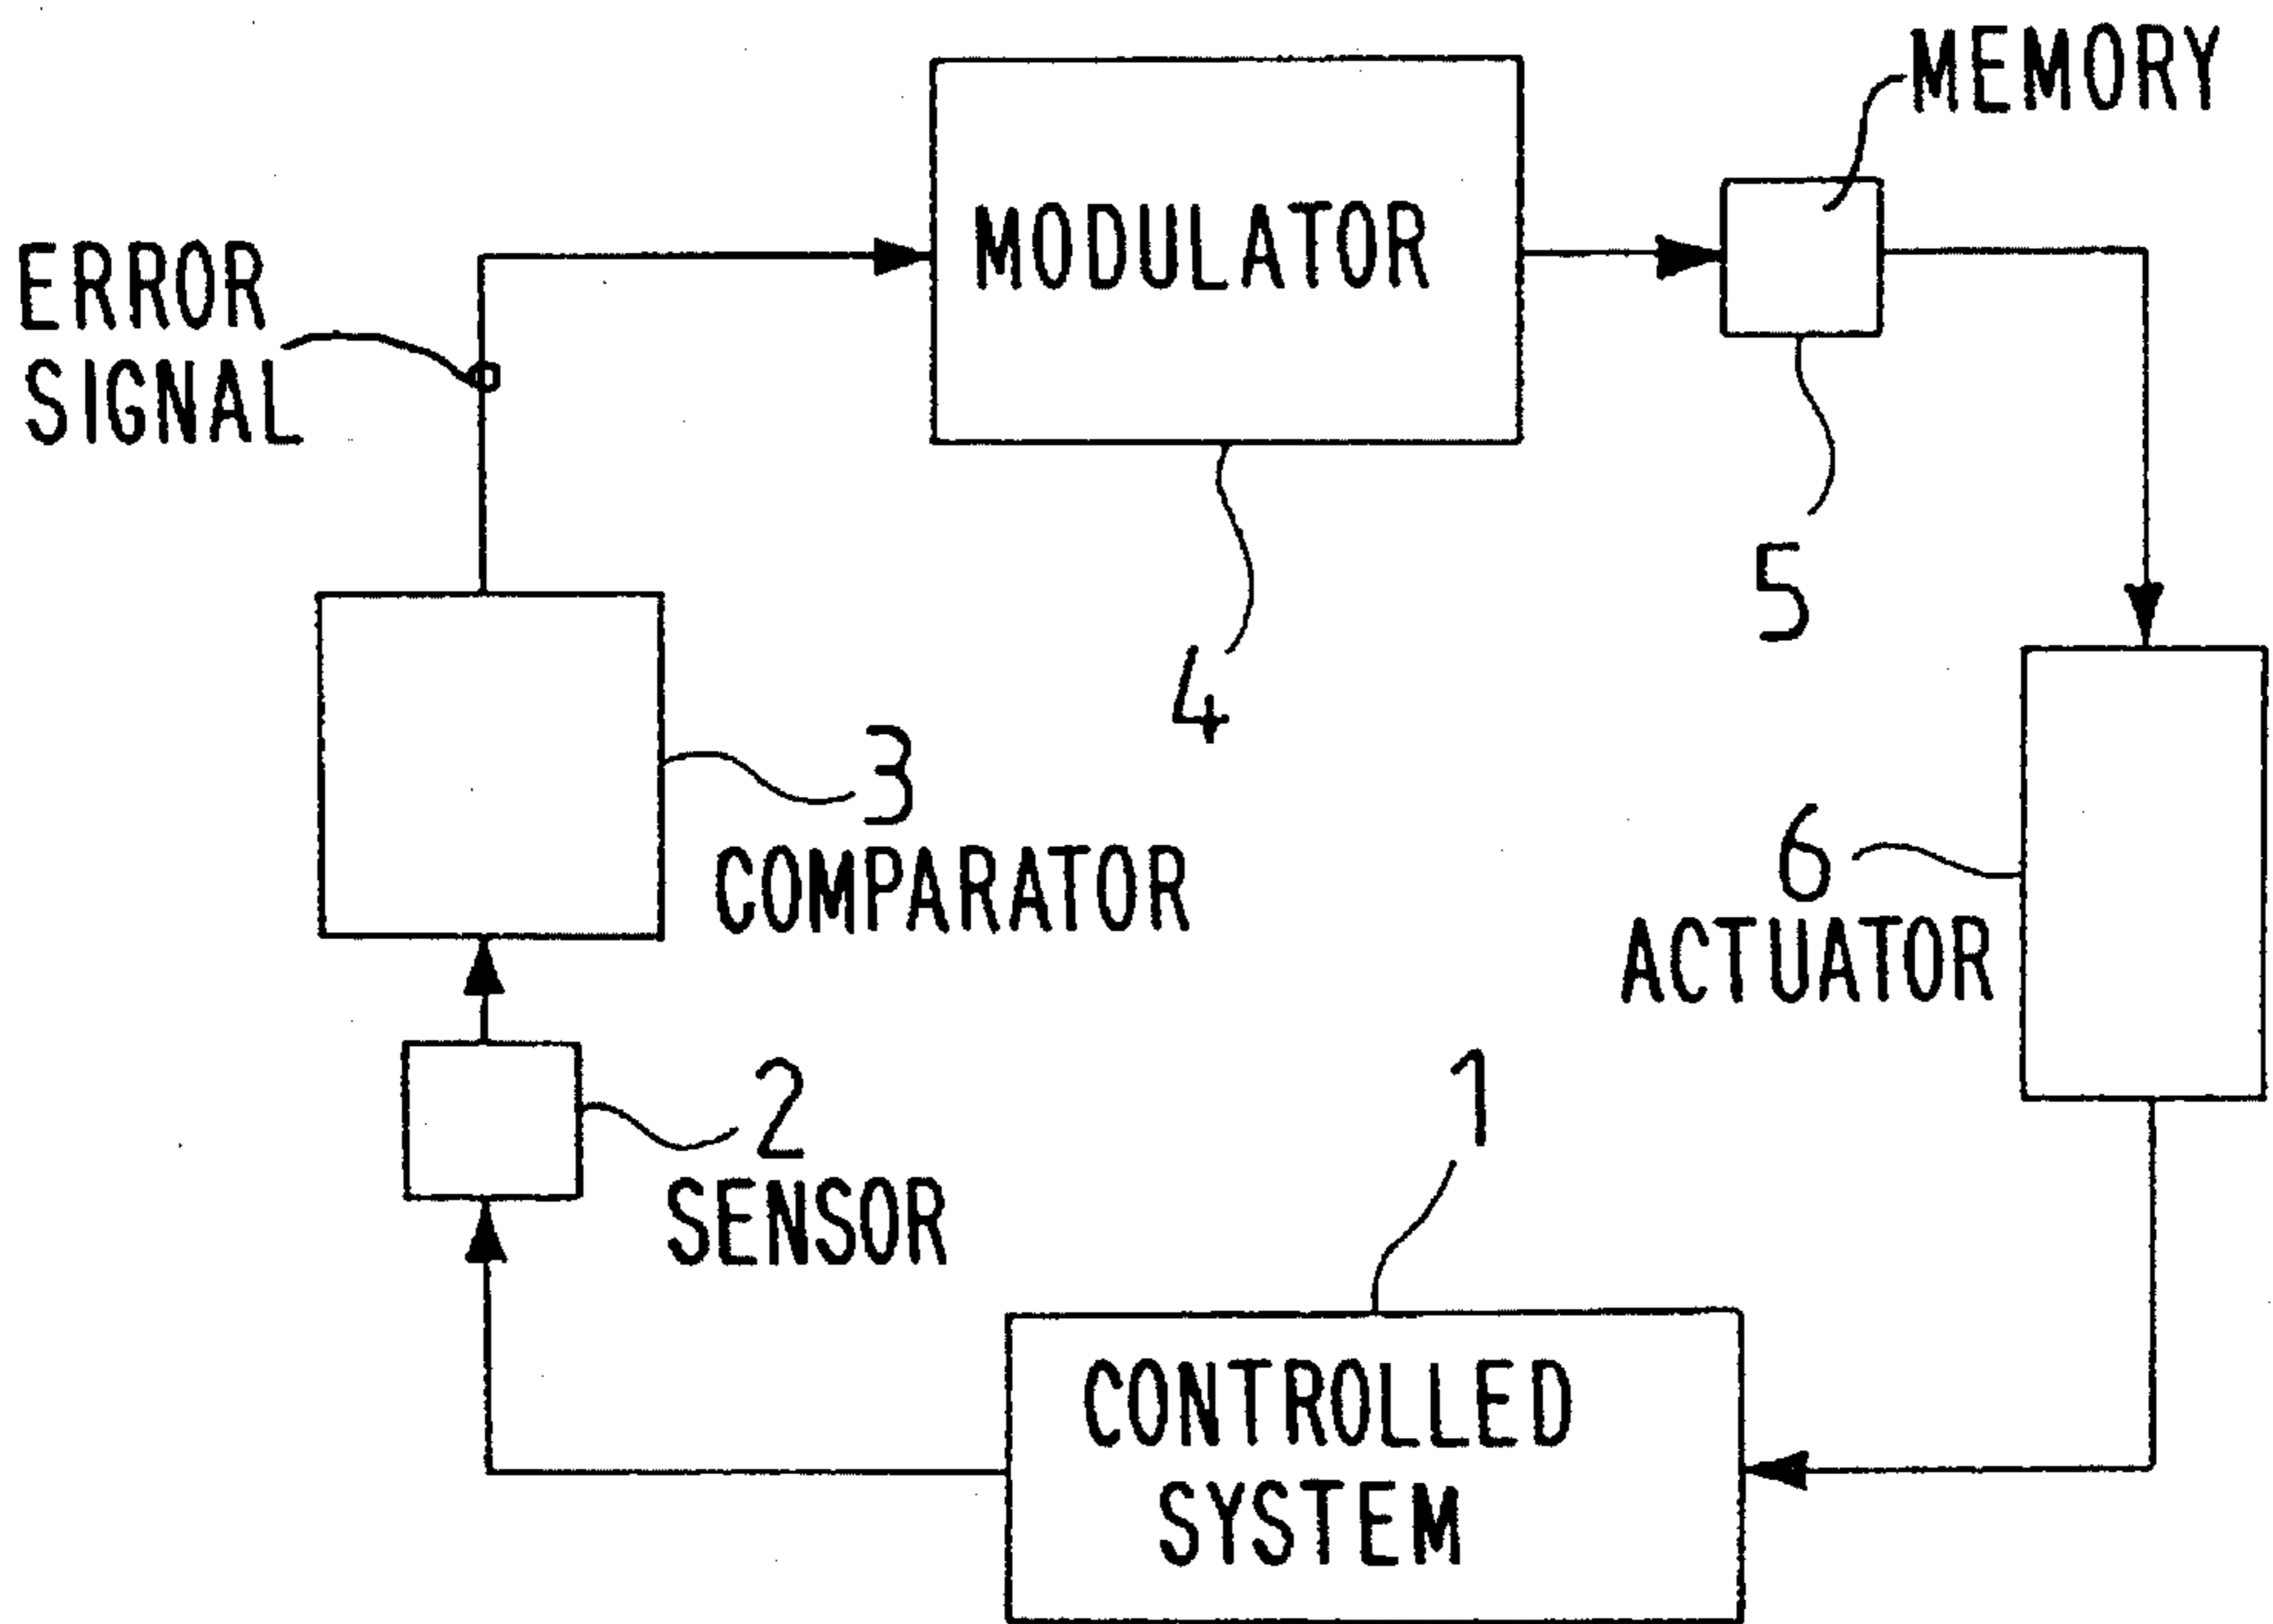 MEMORY
MODULATOR
ERROR
SIGNAL
5
4
3
COMPARATOR
6
ACTUATOR
2
SENSOR
1
CONTROLLED
SYSTEM